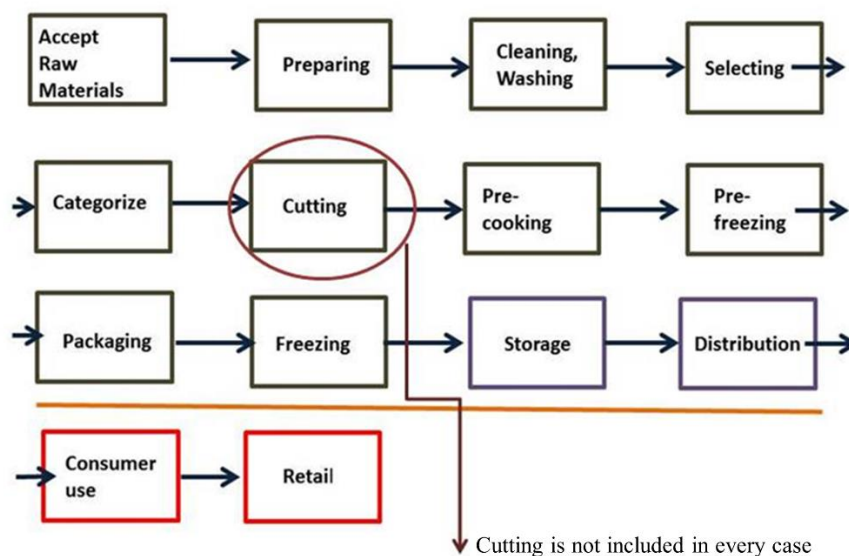 Accept
Raw
Materials
Preparing
Cleaning,
Washing
Selecting
Categorize
Cutting
Pre-
cooking
Pre-
freezing
Packaging
Freezing
Storage
Distribution
Consumer
use
Retail
Cutting is not included in every case